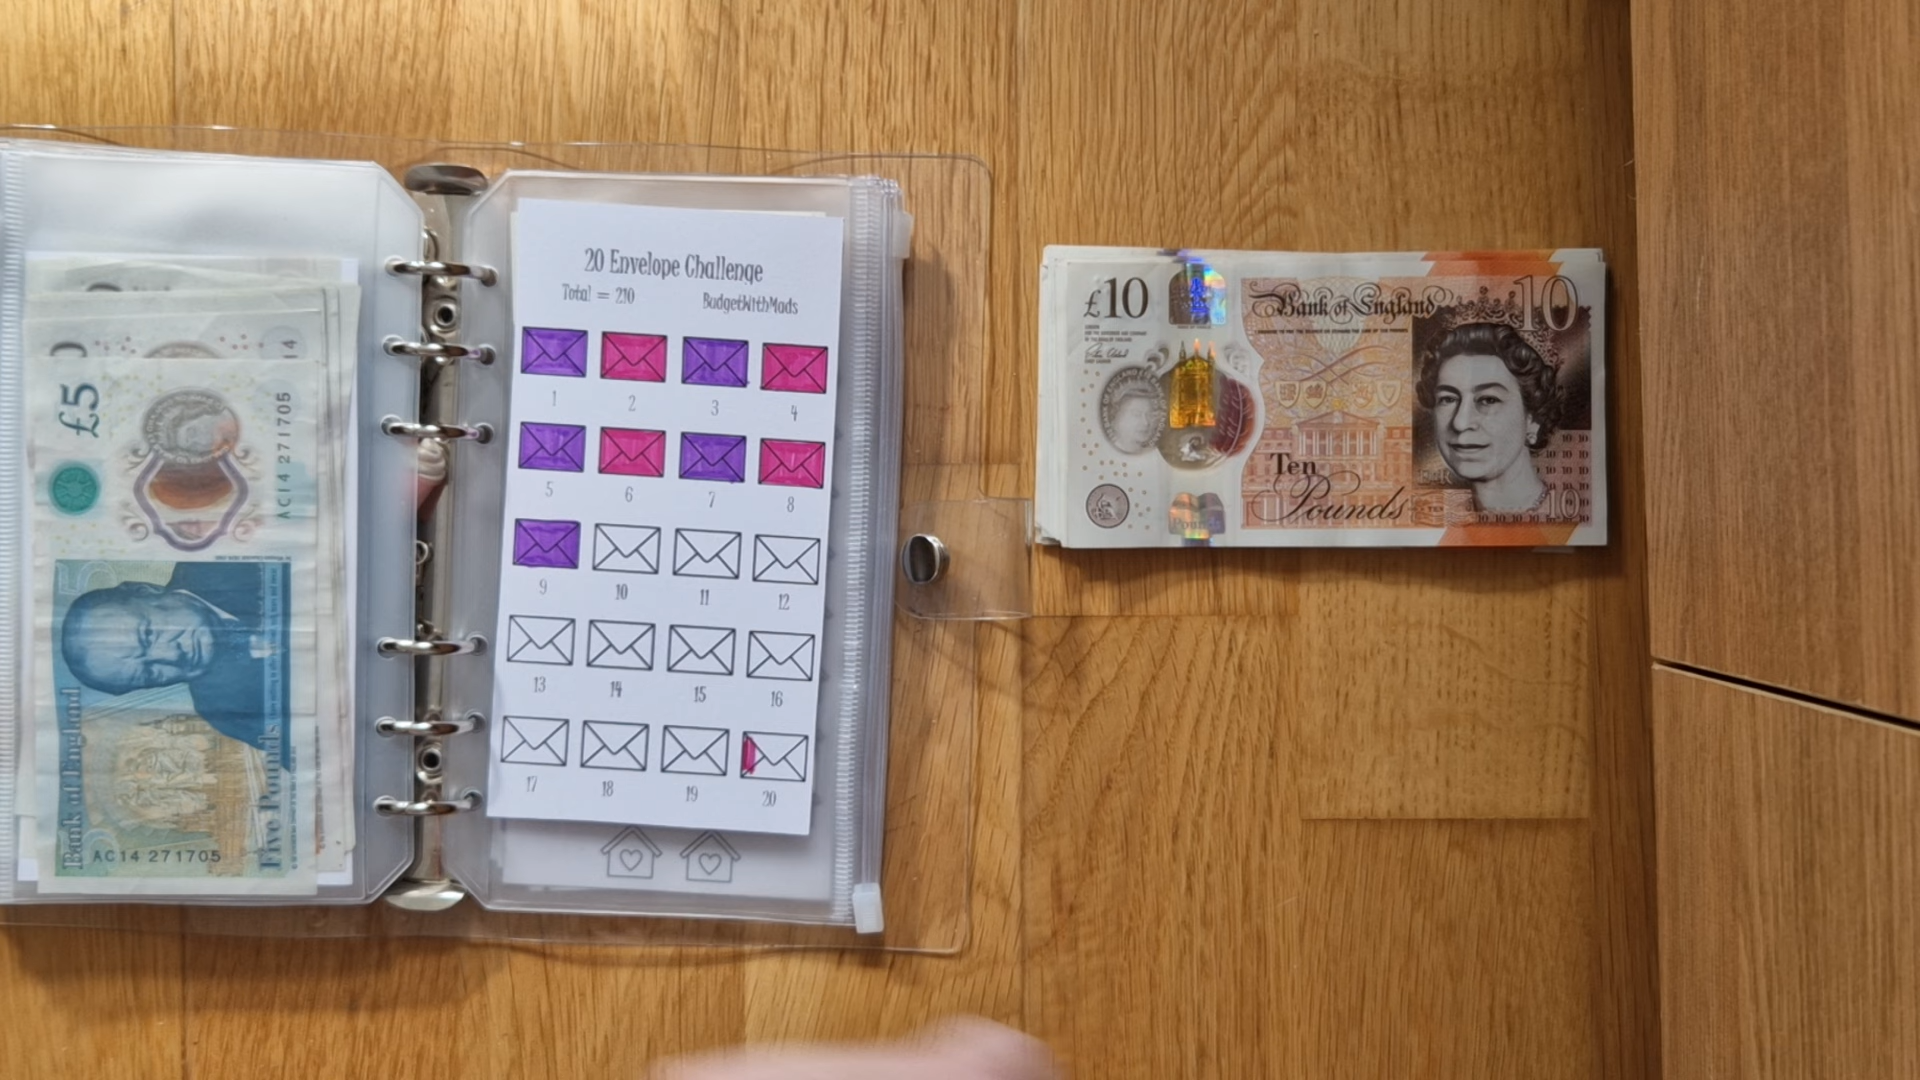 £5
AC14 271705
Bank of England
Five Pounds
AC14 271705
20 Envelope Challenge
Total = 210 BudgetWithMads
1 2 3 4
5 6 7 8
9 10 11 12
13 14 15 16
17 18 19 20
£10
Bank of England
10
Ten
Pounds
10